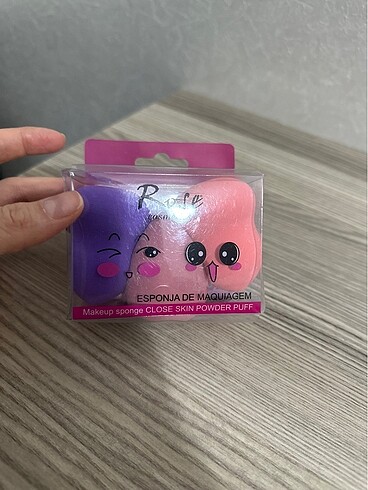 Rose
ESPONJA DE MAQUIAGEM
Makeup sponge CLOSE SKIN POWDER PUFF.